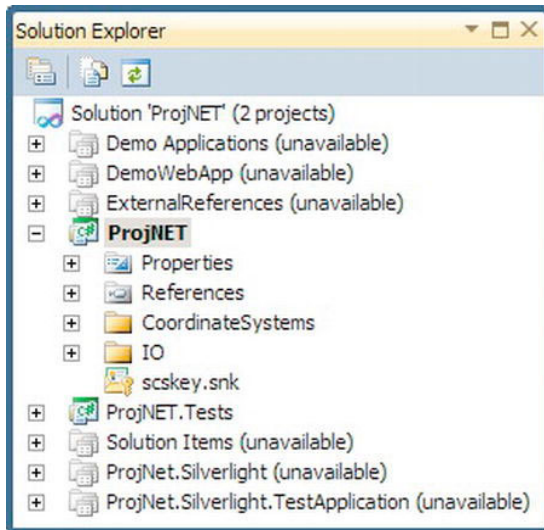 Solution Explorer
Solution 'ProjNET' (2 projects)
Demo Applications (unavailable)
DemoWebApp (unavailable)
ExternalReferences (unavailable)
ProjNET
Properties
References
CoordinateSystems
IO
scskey.snk
ProjNET.Tests
Solution Items (unavailable)
ProjNet.Silverlight (unavailable)
ProjNet.Silverlight.TestApplication (unavailable)